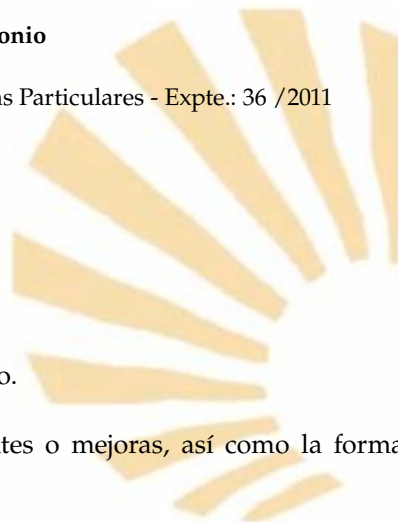 onio
as Particulares - Expte.: 36 /2011
o.
tes o mejoras, así como la forma